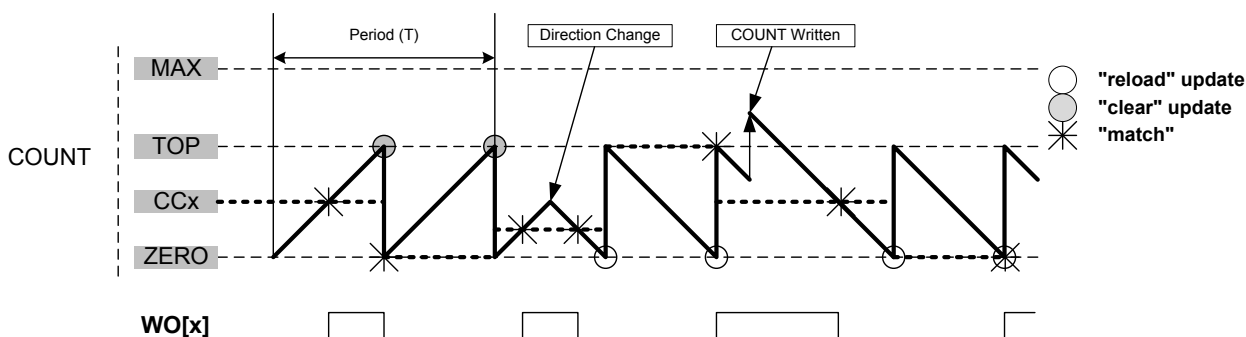 Period (T)
Direction Change
COUNT Written
MAX
"reload" update
"clear" update
TOP
"match"
COUNT
CCx
ZERO
WO[x]